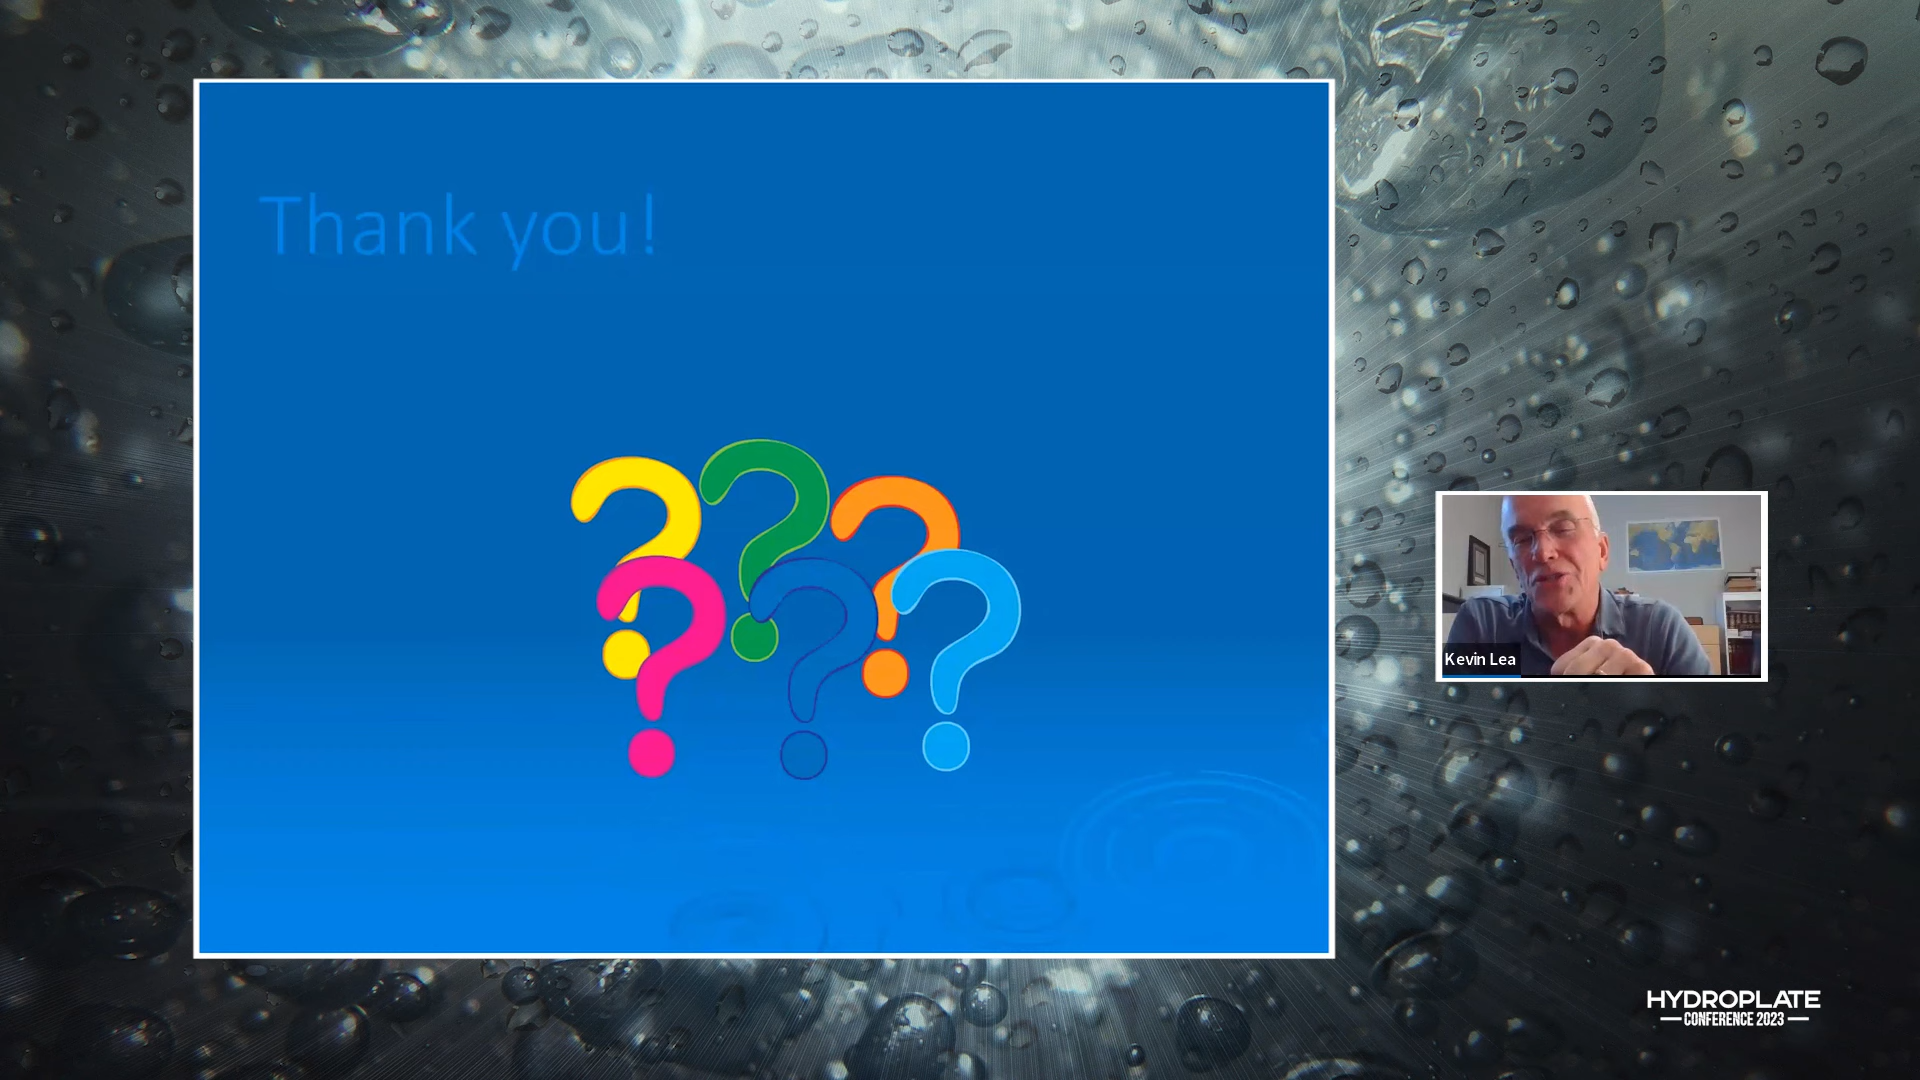 Thank you!
? ? ?
? ? ?
Kevin Lea
HYDROPLATE
CONFERENCE 2023